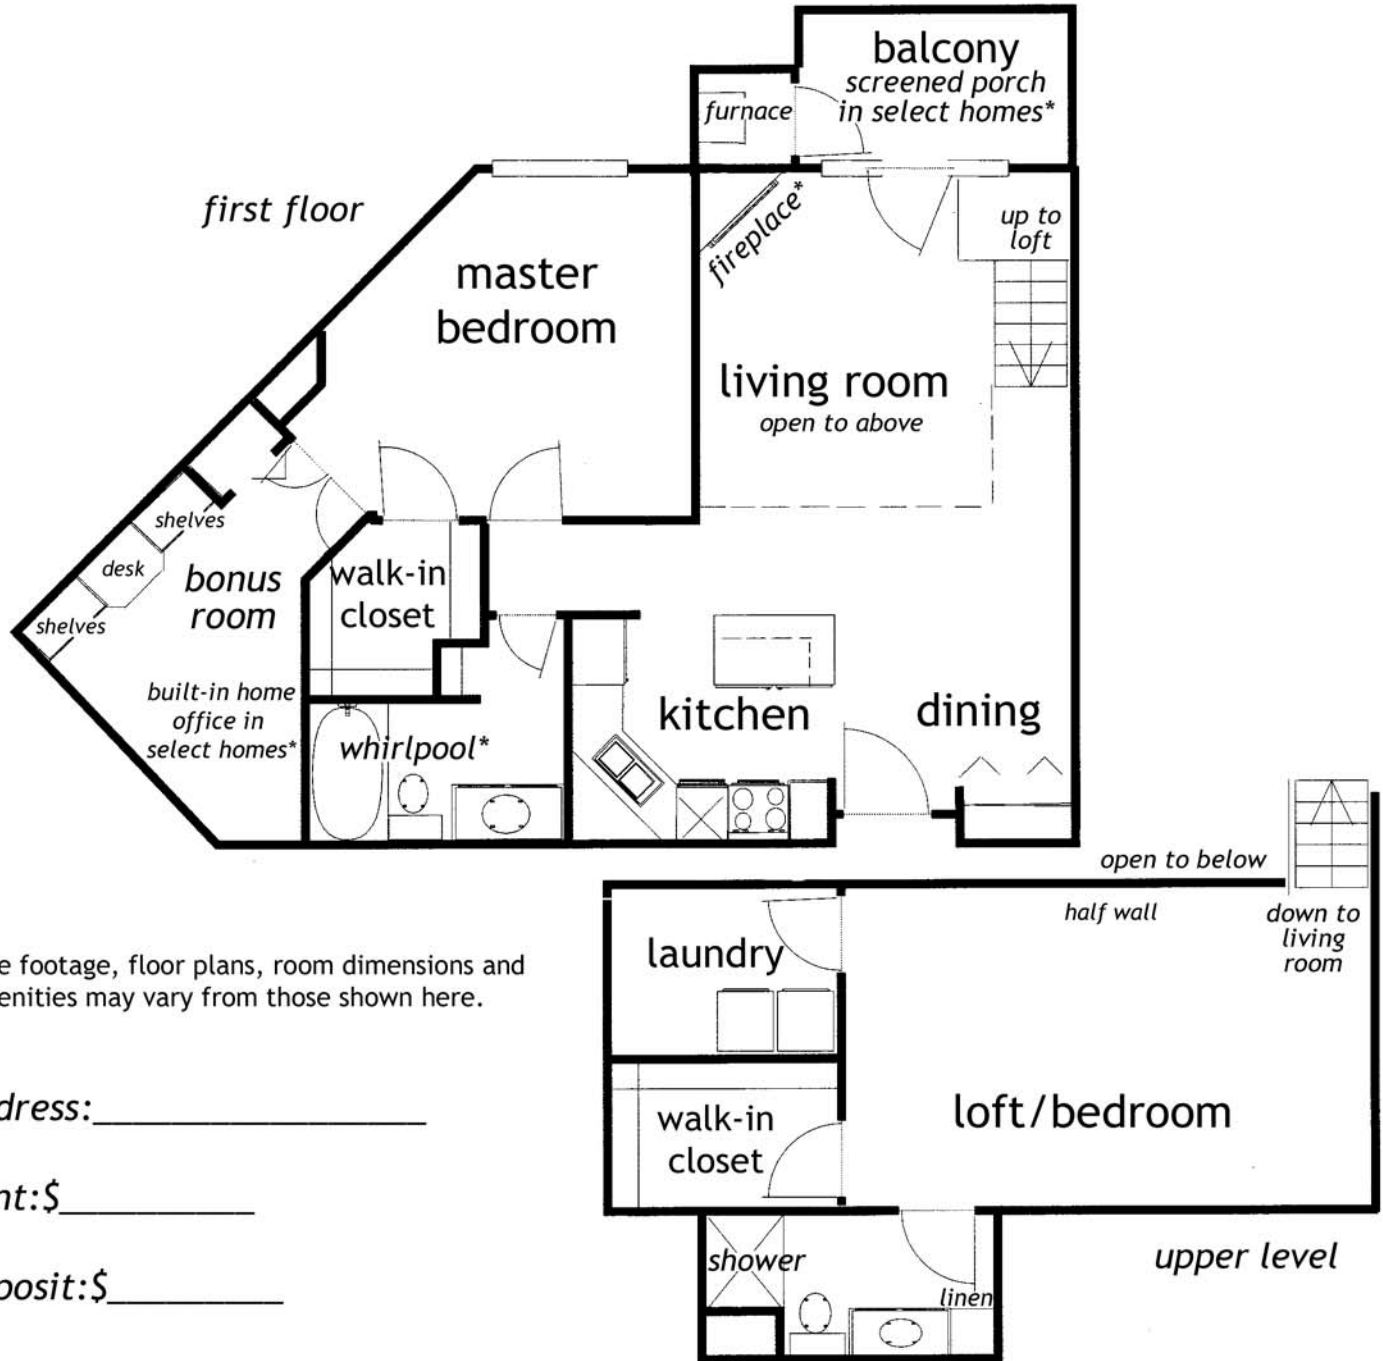 balcony
screened porch
in select homes*
furnace
first floor
fireplace*
up to
loft
master
bedroom
living room
open to above
shelves
desk
shelves
bonus
room
walk-in
closet
built-in home
office in
select homes*
whirlpool*
kitchen
dining
open to below
half wall
down to
living
room
laundry
e footage, floor plans, room dimensions and
enities may vary from those shown here.
dress:
walk-in
closet
loft/bedroom
nt:$
posit:$
shower
linen
upper level